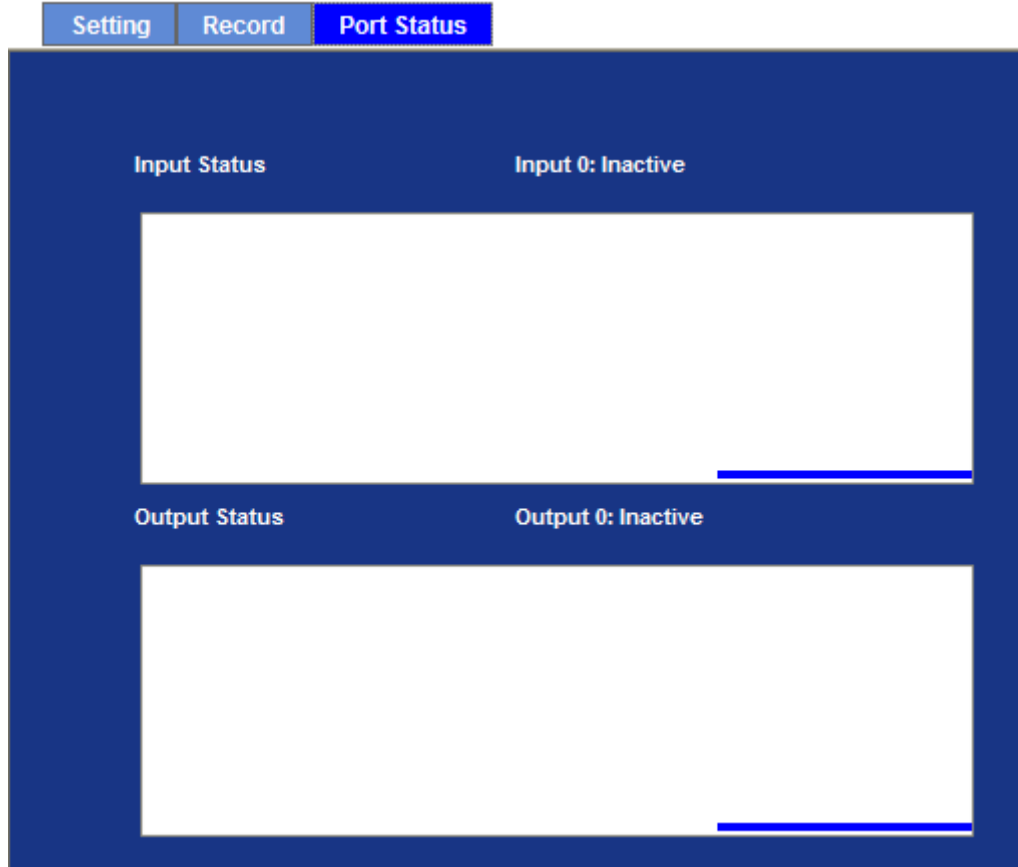 Setting Record Port Status
Input Status Input 0: Inactive
Output Status Output 0: Inactive